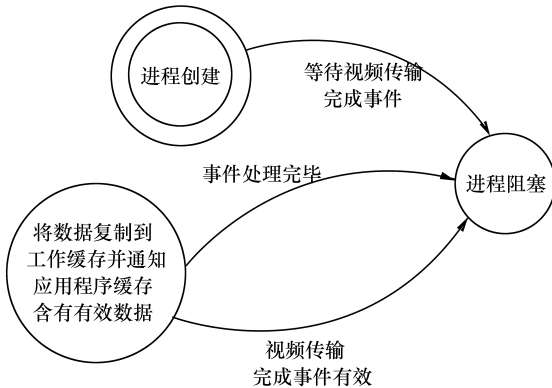 进程创建
等待视频传输
完成事件
事件处理完毕
进程阻塞
将数据复制到
工作缓存并通知
应用程序缓存
含有有效数据
视频传输
完成事件有效